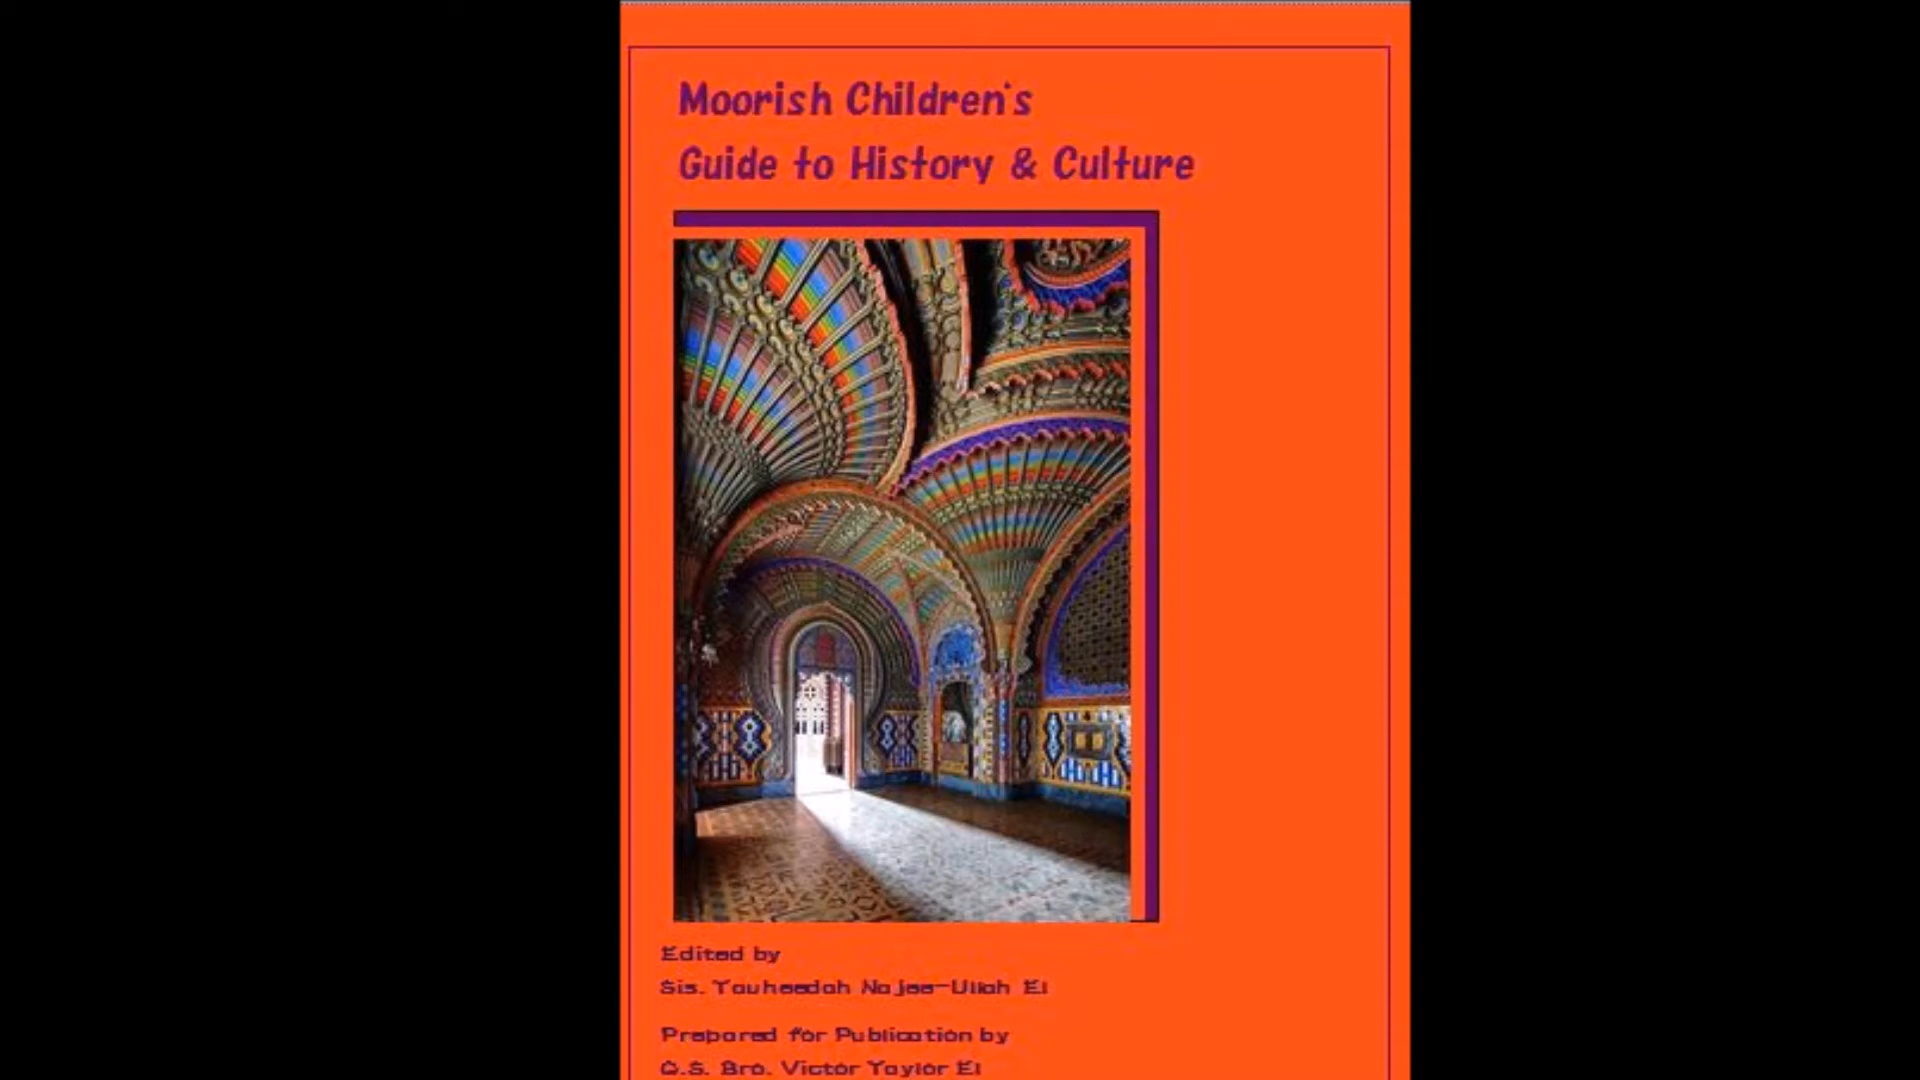 Moorish Children's
Guide to History & Culture
Edited by
Sis. Tauheedah Najee-Ullah El
Prepared for Publication by
G.S. Bro. Victor Taylor El